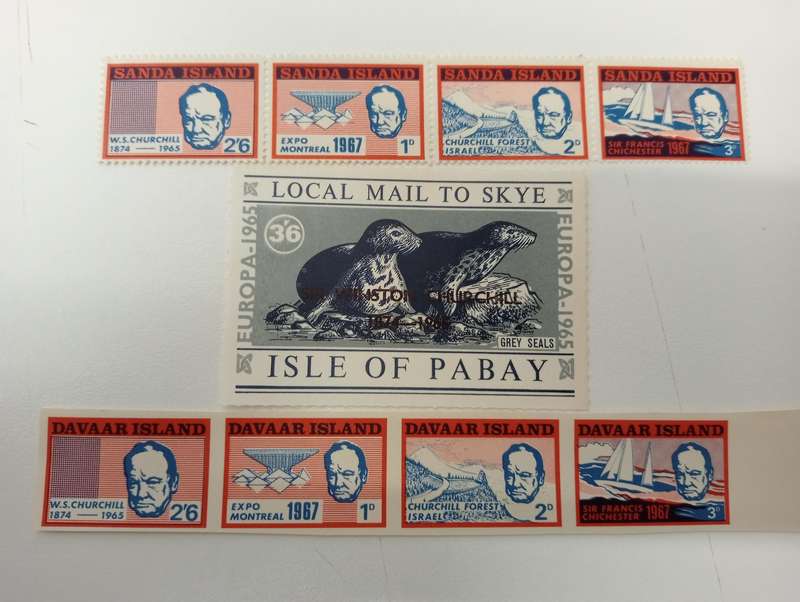 SANDA ISLAND
W.S.CHURCHILL
1874 — 1965
2/6
SANDA ISLAND
EXPO
MONTREAL 1967
1D
SANDA ISLAND
CHURCHILL FOREST
ISRAEL
2D
SANDA ISLAND
SIR FRANCIS
CHICHESTER 1967
3D
LOCAL MAIL TO SKYE
EUROPA-1965
3/6
EUROPA-1965
WINSTON CHURCHILL
GREY SEALS
ISLE OF PABAY
DAVAAR ISLAND
W.S.CHURCHILL
1874 — 1965
2/6
DAVAAR ISLAND
EXPO
MONTREAL 1967
1D
DAVAAR ISLAND
CHURCHILL FOREST
ISRAEL
2D
DAVAAR ISLAND
SIR FRANCIS
CHICHESTER 1967
3D